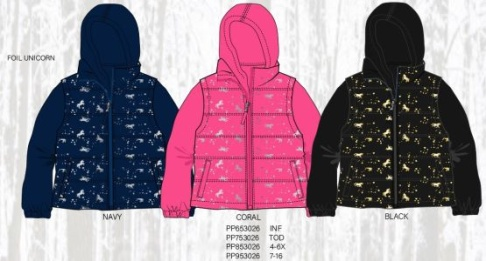 FOIL UNICORN
NAVY
CORAL
BLACK
PP653026 INF
PP753026 TOD
PP853026 4-6X
PP953026 7-16